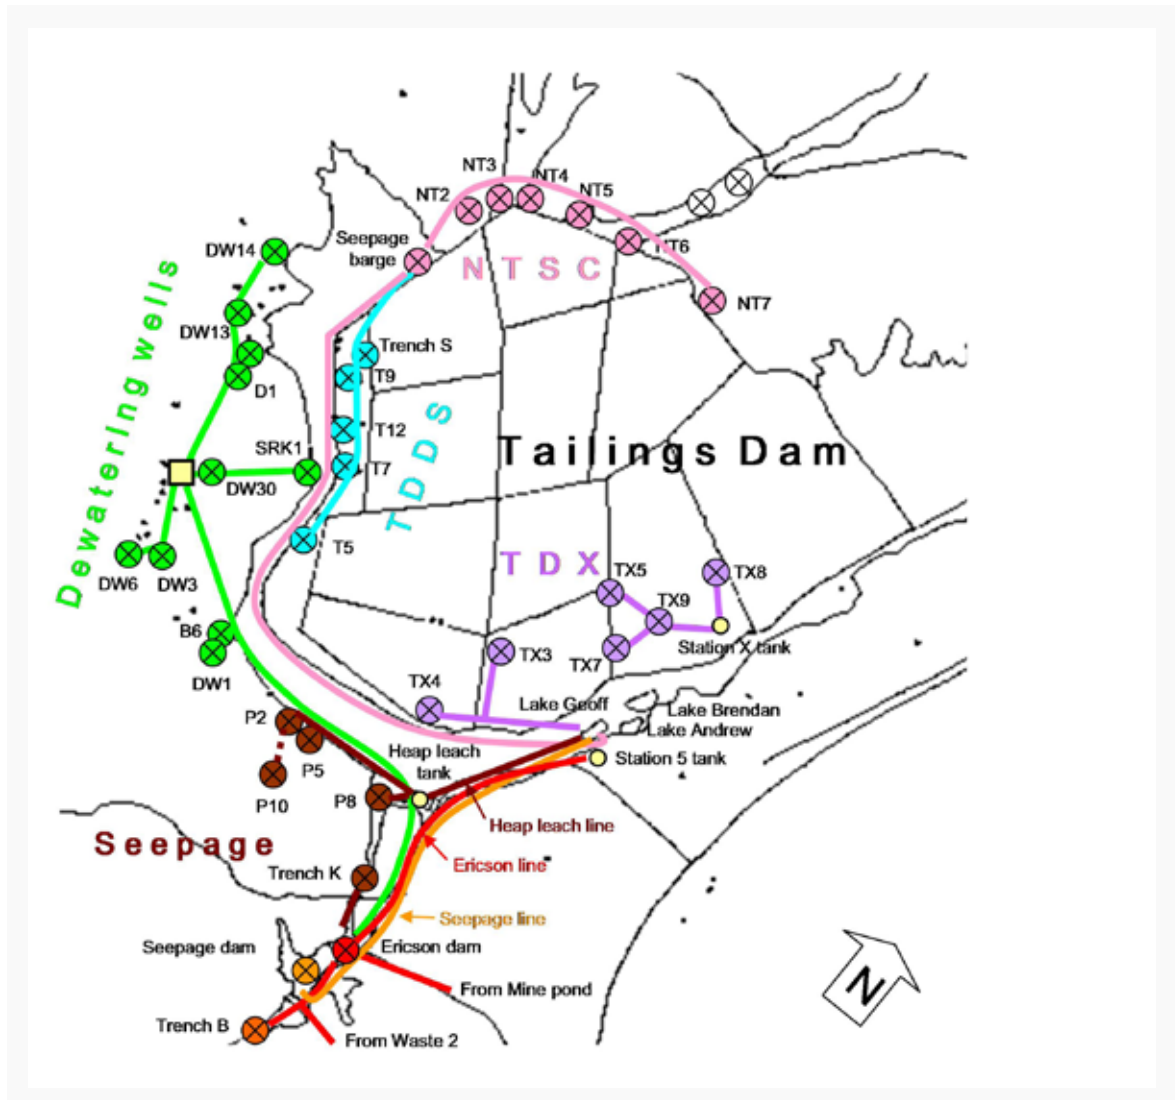 NT3
NT4
NT2
NT5
DW14
Seepage
barge
NT6
NTSC
NT7
DW13
Trench S
T9
D1
Dewatering wells
T12
TDDS
SRK1
Tailings Dam
T7
DW30
T5
TDX
TX5
TX8
DW6
DW3
TX9
B6
Station X tank
TX3
TX7
DW1
TX4
Lake Geoff
Lake Brendan
P2
Lake Andrew
Heap leach
tank
Station 5 tank
P5
P10
P8
Heap leach line
Seepage
Ericson line
Trench K
Seepage line
Seepage dam
Ericson dam
From Mine pond
Trench B
From Waste 2
N